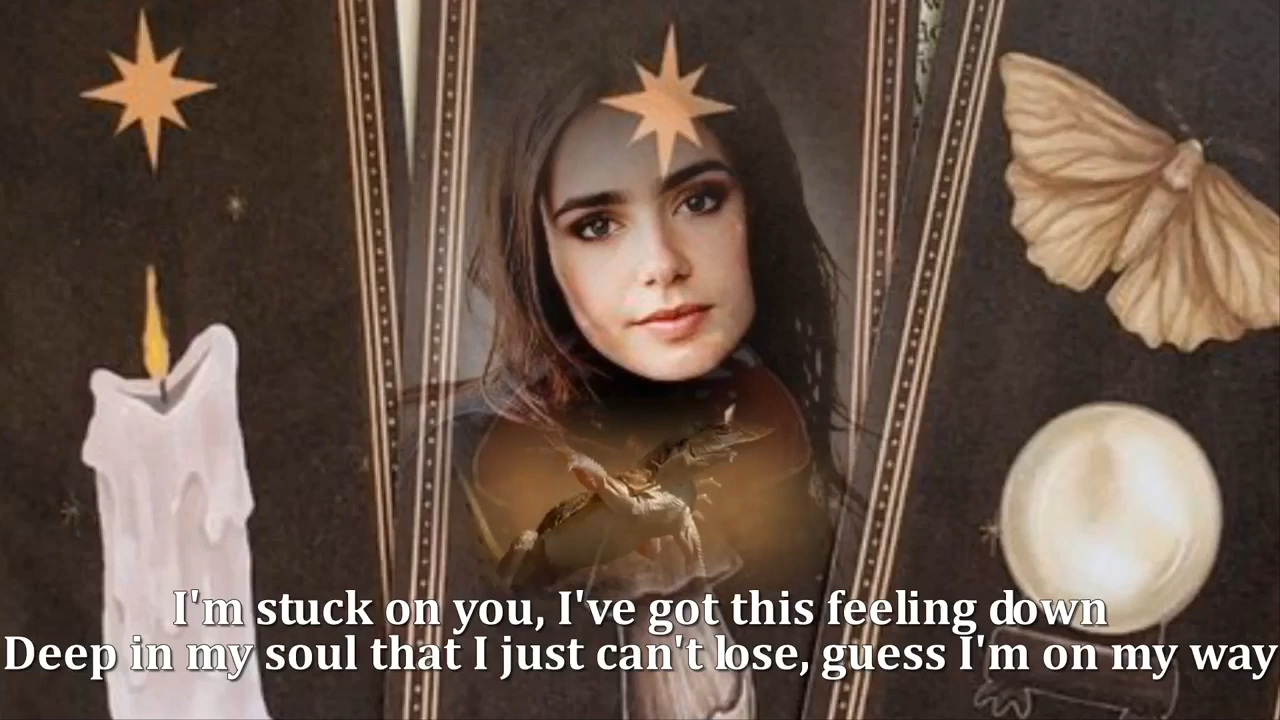 I'm stuck on you, I've got this feeling down
Deep in my soul that I just can't lose, guess I'm on my way